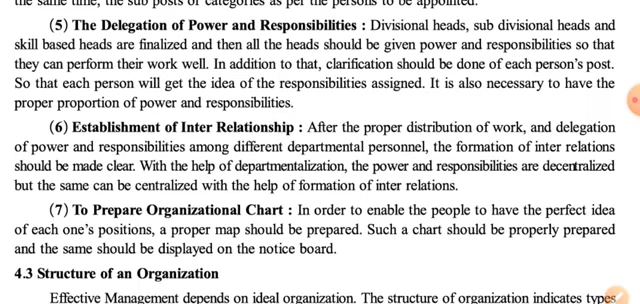 the same time, the sub posts of categories as per the persons to be appointed.
(5) The Delegation of Power and Responsibilities : Divisional heads, sub divisional heads and
skill based heads are finalized and then all the heads should be given power and responsibilities so that
they can perform their work well. In addition to that, clarification should be done of each person's post.
So that each person will get the idea of the responsibilities assigned. It is also necessary to have the
proper proportion of power and responsibilities.
(6) Establishment of Inter Relationship : After the proper distribution of work, and delegation
of power and responsibilities among different departmental personnel, the formation of inter relations
should be made clear. With the help of departmentalization, the power and responsibilities are decentralized
but the same can be centralized with the help of formation of inter relations.
(7) To Prepare Organizational Chart : In order to enable the people to have the perfect idea
of each one's positions, a proper map should be prepared. Such a chart should be properly prepared
and the same should be displayed on the notice board.
4.3 Structure of an Organization
Effective Management depends on ideal organization. The structure of organization indicates types